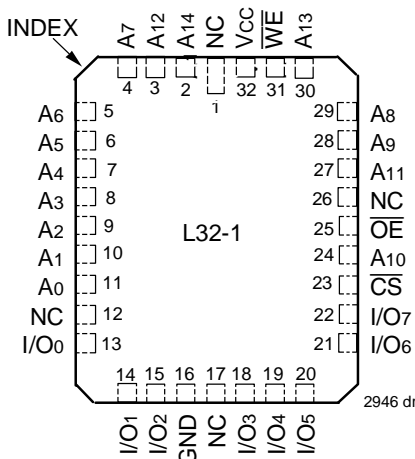 INDEX
A7 A12 A14 NC VCC WE A13
4 3 2 1 32 31 30
A6 5 29 A8
A5 6 28 A9
A4 7 27 A11
A3 8 26 NC
A2 9 L32-1 25 OE
A1 10 24 A10
A0 11 23 CS
NC 12 22 I/O7
I/O0 13 21 I/O6
14 15 16 17 18 19 20
I/O1 I/O2 GND NC I/O3 I/O4 I/O5
2946